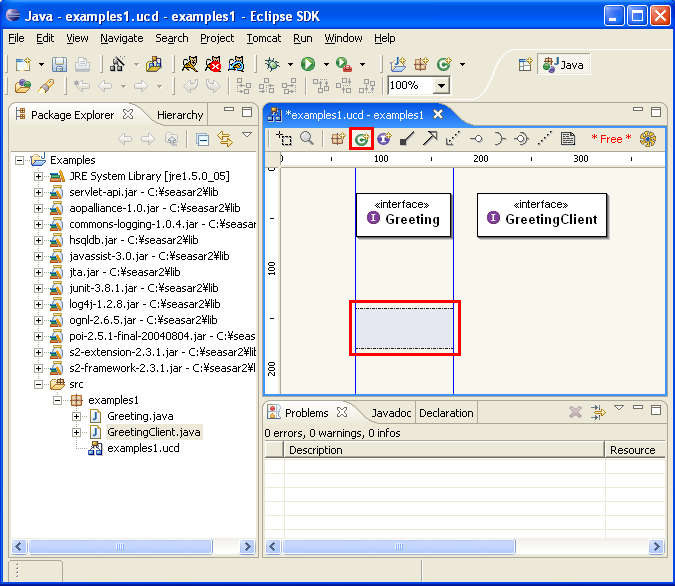 Java - examples1.ucd - examples1 - Eclipse SDK
File Edit View Navigate Search Project Tomcat Run Window Help
Java
100%
Package Explorer
Hierarchy
Examples
JRE System Library [jre1.5.0_05]
servlet-api.jar - C:¥seasar2¥lib
aopalliance-1.0.jar - C:¥seasar2¥lib
commons-logging-1.0.4.jar - C:¥seas
hsqldb.jar - C:¥seasar2¥lib
javassist-3.0.jar - C:¥seasar2¥lib
jta.jar - C:¥seasar2¥lib
junit-3.8.1.jar - C:¥seasar2¥lib
log4j-1.2.8.jar - C:¥seasar2¥lib
ognl-2.6.5.jar - C:¥seasar2¥lib
poi-2.5.1-final-20040804.jar - C:¥seas
s2-extension-2.3.1.jar - C:¥seasar2¥lib
s2-framework-2.3.1.jar - C:¥seasar2¥lib
src
examples1
Greeting.java
GreetingClient.java
examples1.ucd
*examples1.ucd - examples1
* Free *
0 100 200 300
0
100
200
«interface»
Greeting
«interface»
GreetingClient
Problems
Javadoc
Declaration
0 errors, 0 warnings, 0 infos
Description
Resource